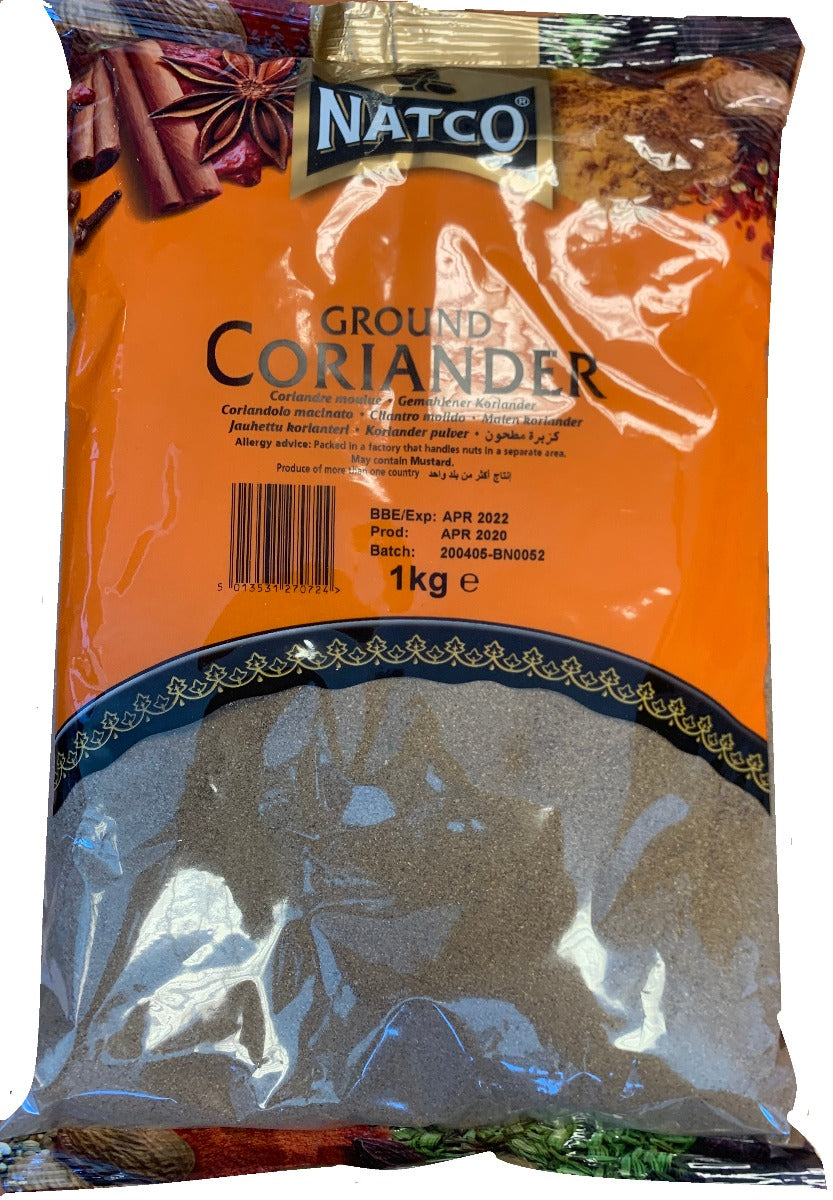 NATCO®
GROUND
CORIANDER
Coriandre moulue • Gemahlener Koriander
Coriandolo macinato • Cilantro molido • Malen koriander
Jauhettu korianteri • Koriander pulver • كزبرة مطحون
Allergy advice: Packed in a factory that handles nuts in a separate area.
May contain Mustard.
Produce of more than one country إنتاج أكثر من بلد واحد
BBE/Exp: APR 2022
Prod: APR 2020
Batch: 200405-BN0052
1kg e
5 013531 270724 >